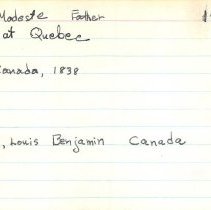 Modeste Father
at Quebec
Canada, 1838
, Louis Benjamin Canada